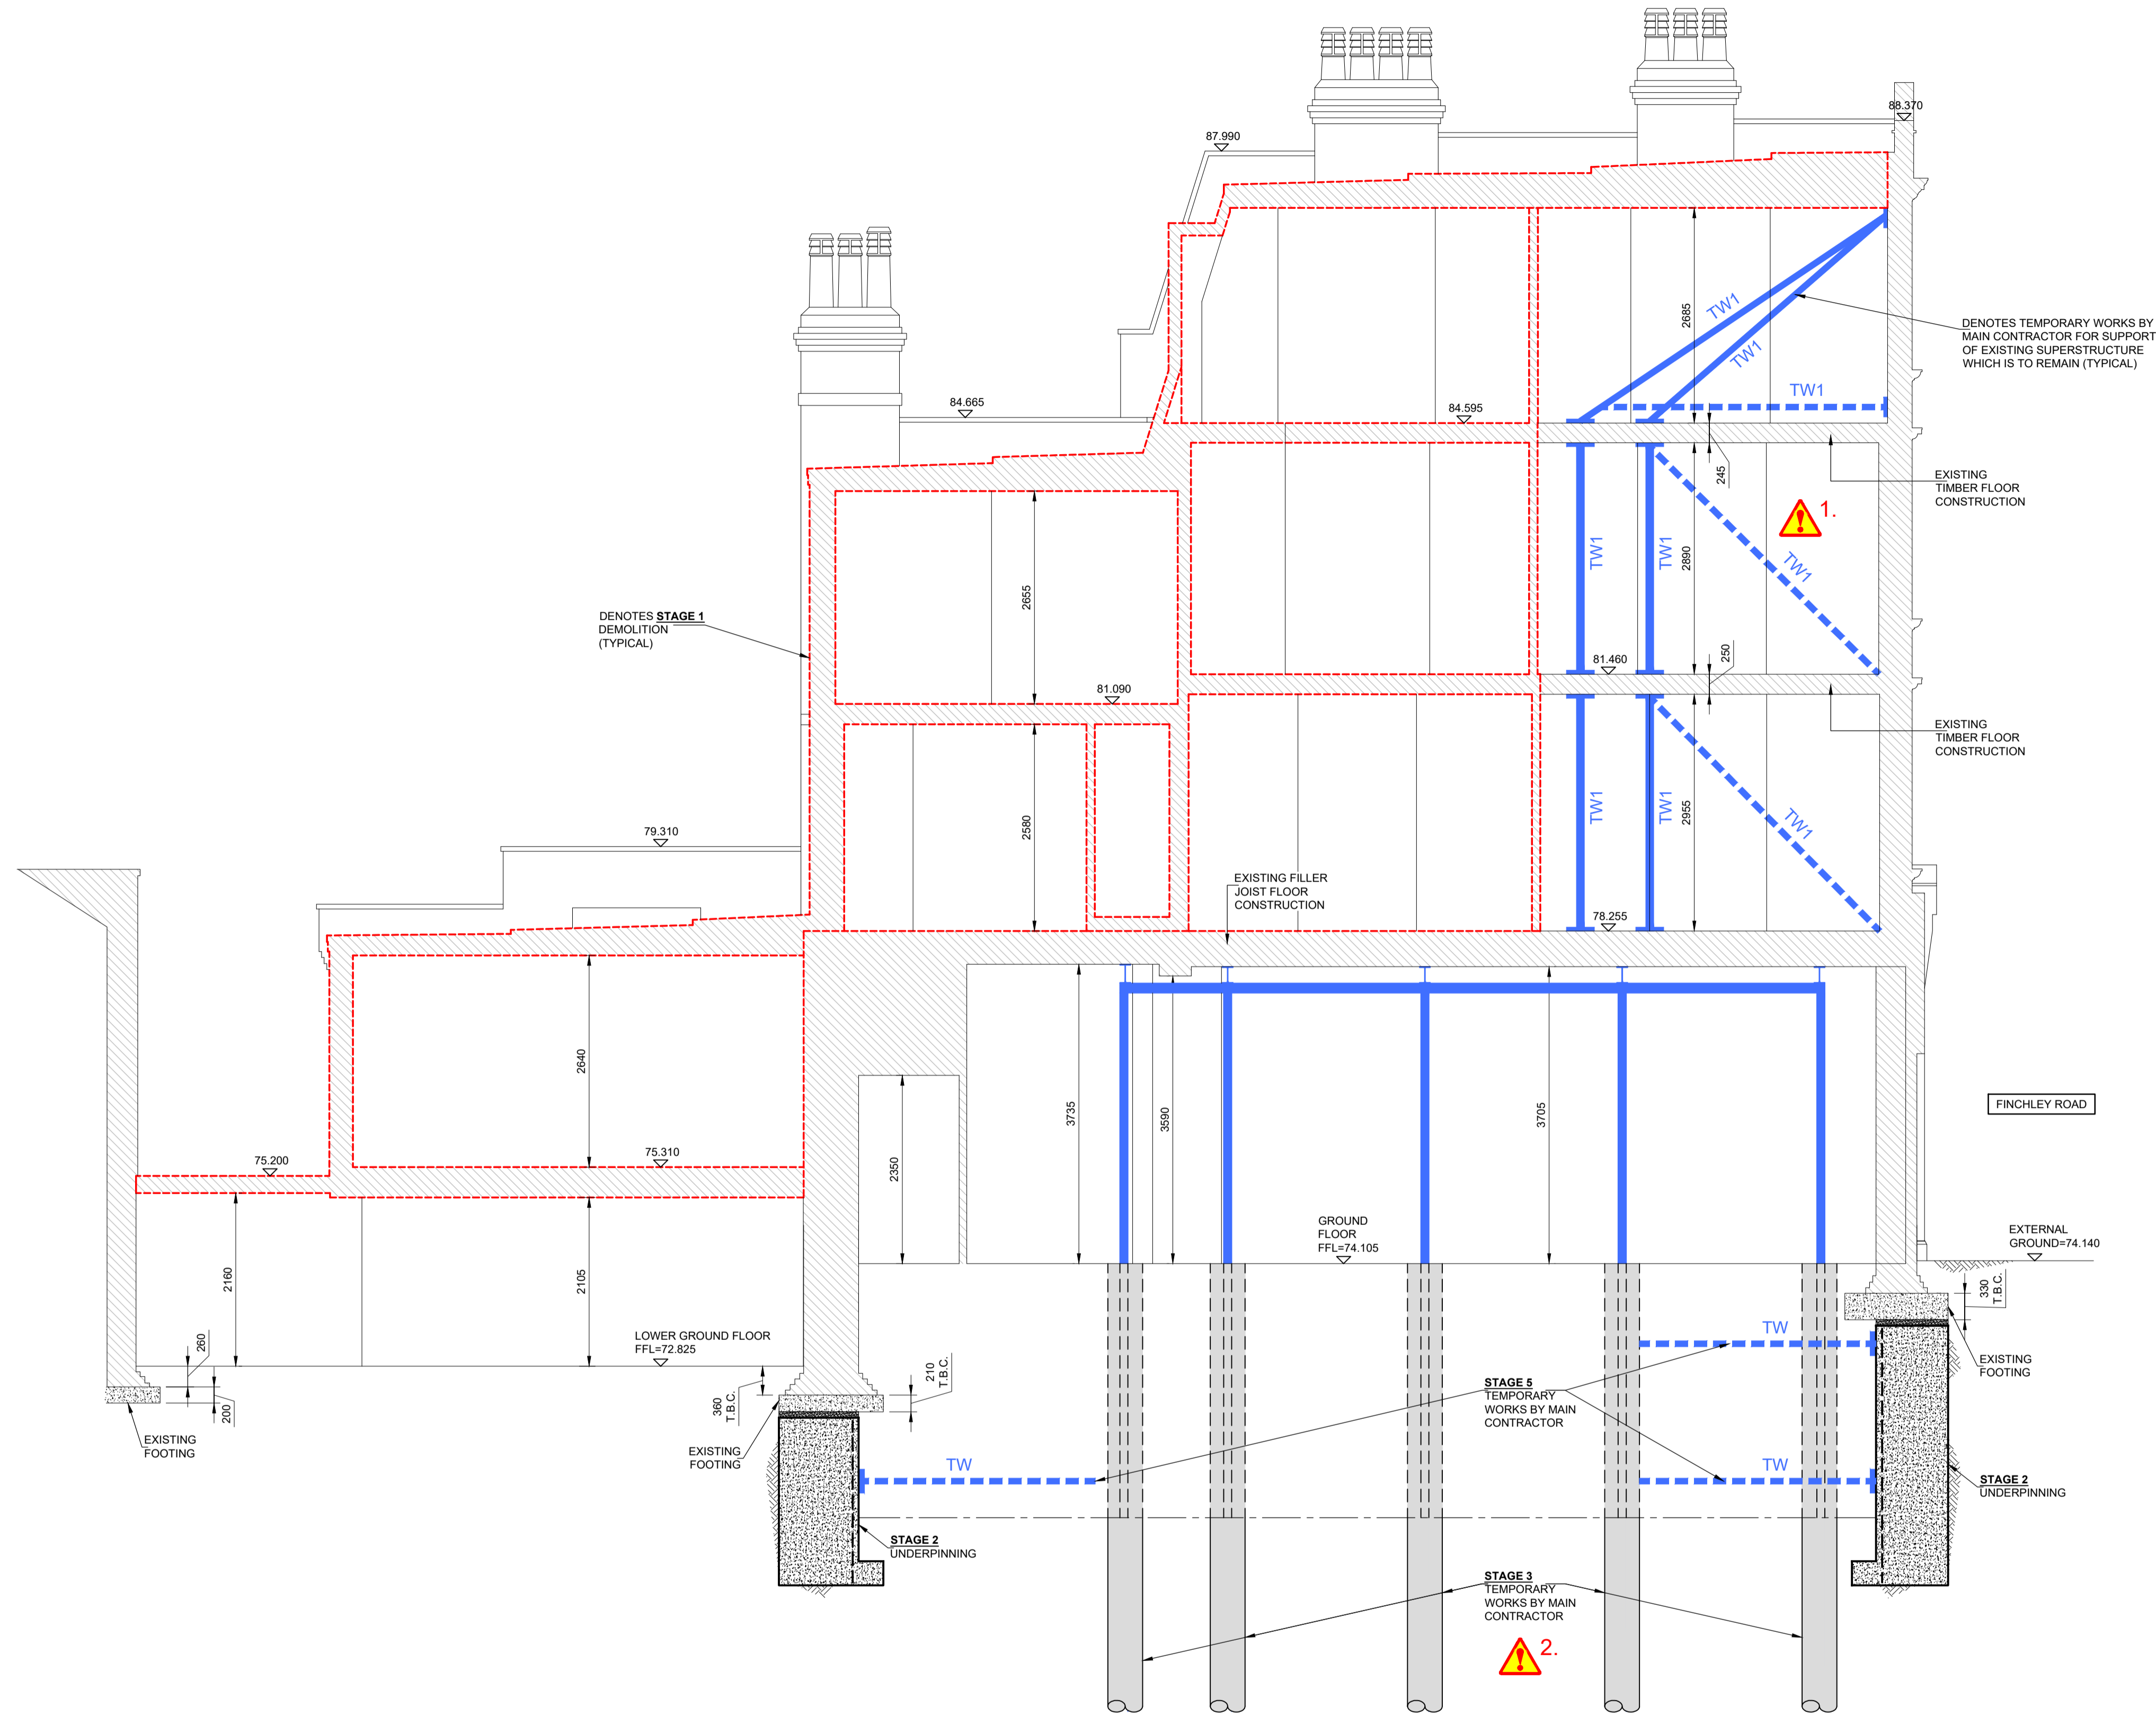 88.370
87.990
2685
TW1
TW1
TW1
DENOTES TEMPORARY WORKS BY
MAIN CONTRACTOR FOR SUPPORT
OF EXISTING SUPERSTRUCTURE
WHICH IS TO REMAIN (TYPICAL)
84.665
84.595
245
EXISTING
TIMBER FLOOR
CONSTRUCTION
1.
TW1
TW1
2890
TW1
2655
DENOTES STAGE 1
DEMOLITION
(TYPICAL)
81.460
250
81.090
EXISTING
TIMBER FLOOR
CONSTRUCTION
TW1
TW1
2955
TW1
2580
79.310
EXISTING FILLER
JOIST FLOOR
CONSTRUCTION
78.255
2640
3735
3590
3705
2350
FINCHLEY ROAD
75.200
75.310
GROUND
FLOOR
FFL=74.105
EXTERNAL
GROUND=74.140
2160
2105
330
T.B.C.
260
LOWER GROUND FLOOR
FFL=72.825
TW
EXISTING
FOOTING
360
T.B.C.
210
T.B.C.
200
STAGE 5
TEMPORARY
WORKS BY MAIN
CONTRACTOR
EXISTING
FOOTING
EXISTING
FOOTING
TW
TW
STAGE 2
UNDERPINNING
STAGE 2
UNDERPINNING
STAGE 3
TEMPORARY
WORKS BY MAIN
CONTRACTOR
2.